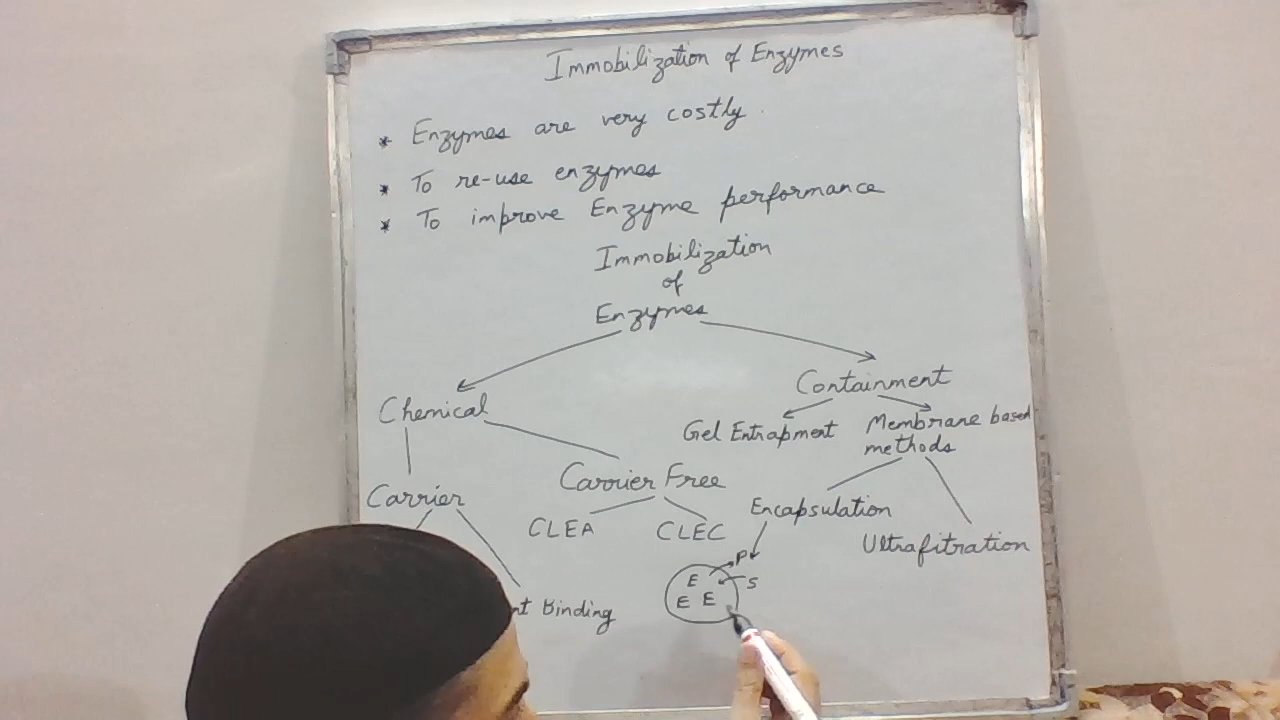 Immobilization of Enzymes
* Enzymes are very costly.
* To re-use enzymes
* To improve Enzyme performance
Immobilization
of
Enzymes
Chemical
Containment
Gel Entrapment
Membrane based
methods
Carrier
Carrier Free
CLEA
CLEC
Encapsulation
Ultrafitration
P
S
E
E E
nt Binding